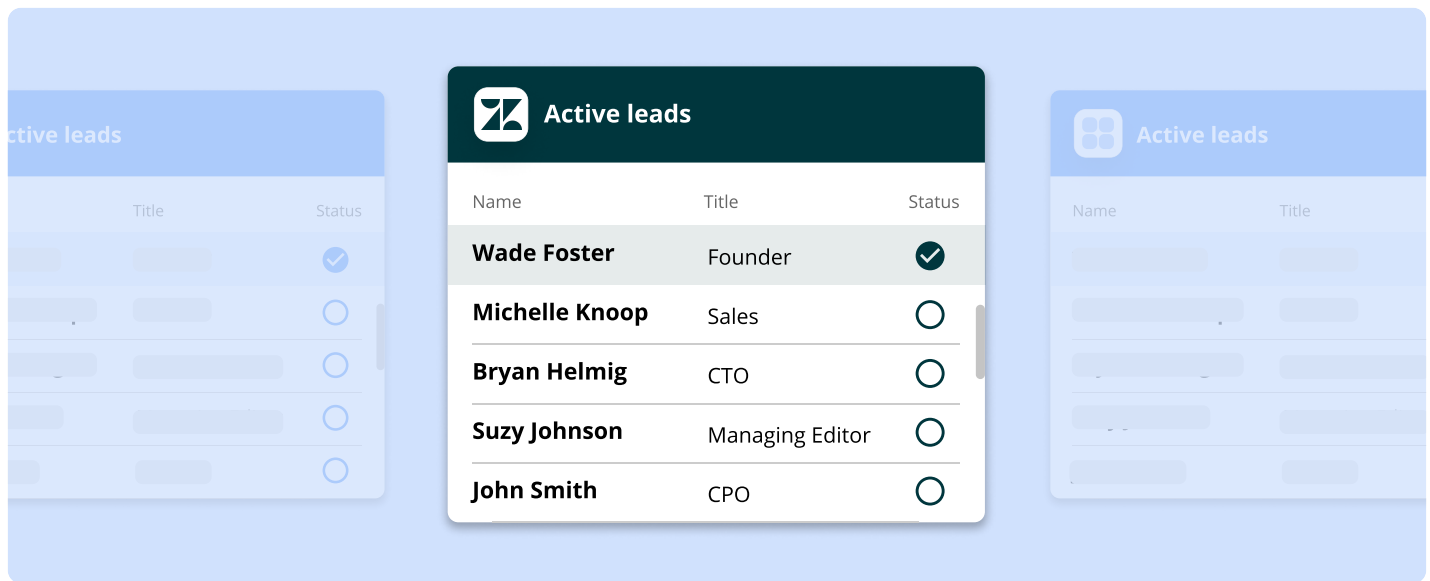 ctive leads
Title Status
Active leads
Name Title Status
Wade Foster Founder
Michelle Knoop Sales
Bryan Helmig CTO
Suzy Johnson Managing Editor
John Smith CPO
Active leads
Name Title